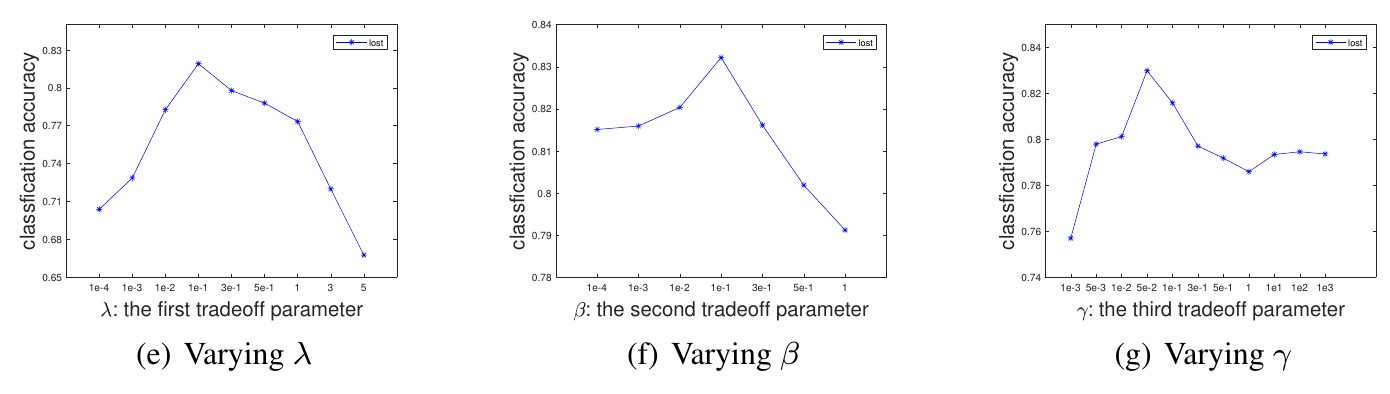 classfication accuracy
0.83
0.8
0.77
0.74
0.71
0.68
0.65
lost
1e-4 1e-3 1e-2 1e-1 3e-1 5e-1 1 3 5
λ: the first tradeoff parameter
(e) Varying λ
classfication accuracy
0.84
0.83
0.82
0.81
0.8
0.79
0.78
lost
1e-4 1e-3 1e-2 1e-1 3e-1 5e-1 1
β: the second tradeoff parameter
(f) Varying β
classfication accuracy
0.84
0.82
0.8
0.78
0.76
0.74
lost
1e-3 5e-3 1e-2 5e-2 1e-1 3e-1 5e-1 1 1e1 1e2 1e3
γ: the third tradeoff parameter
(g) Varying γ